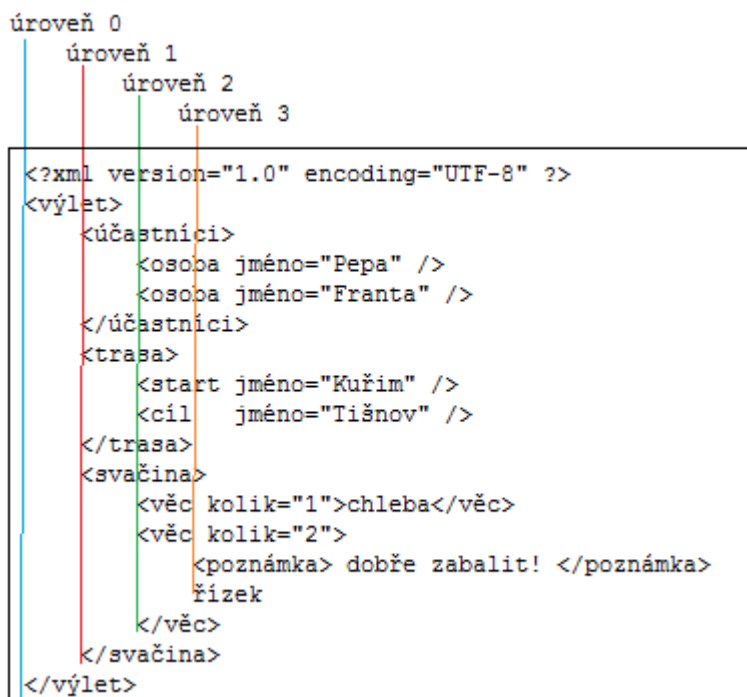 úroveň 0
úroveň 1
úroveň 2
úroveň 3
<?xml version="1.0" encoding="UTF-8" ?>
<výlet>
<účastníci>
<osoba jméno="Pepa" />
<osoba jméno="Franta" />
</účastníci>
<trasa>
<start jméno="Kuřim" />
<cíl   jméno="Tišnov" />
</trasa>
<svačina>
<věc kolik="1">chleba</věc>
<věc kolik="2">
<poznámka> dobře zabalit! </poznámka>
řízek
</věc>
</svačina>
</výlet>